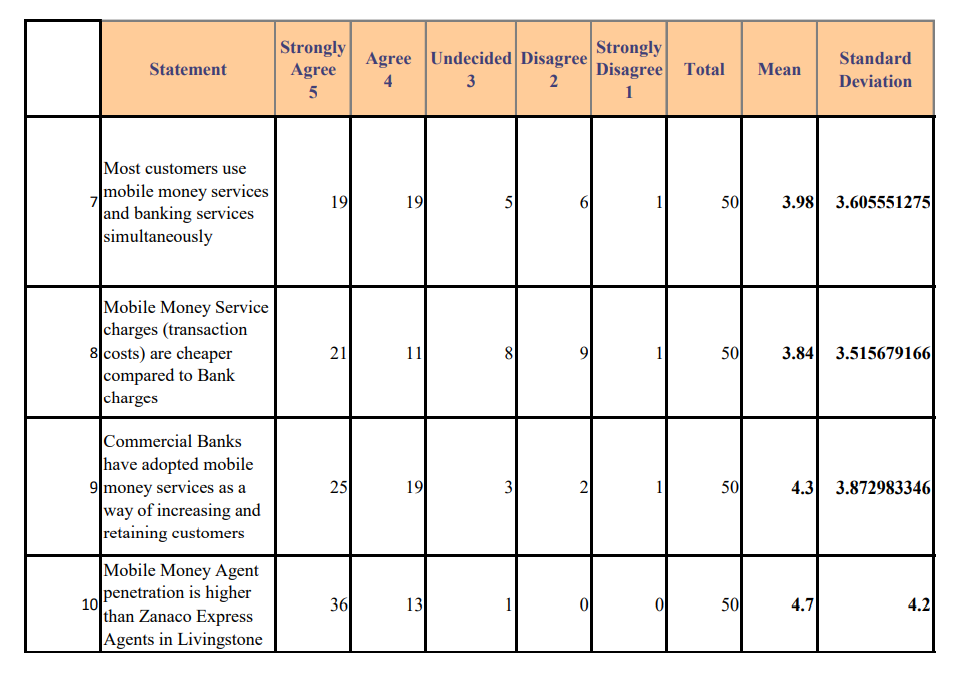 Statement Strongly Agree 5 Agree 4 Undecided 3 Disagree 2 Strongly Disagree 1 Total Mean Standard Deviation
7 Most customers use mobile money services and banking services simultaneously 19 19 5 6 1 50 3.98 3.605551275
8 Mobile Money Service charges (transaction costs) are cheaper compared to Bank charges 21 11 8 9 1 50 3.84 3.515679166
9 Commercial Banks have adopted mobile money services as a way of increasing and retaining customers 25 19 3 2 1 50 4.3 3.872983346
10 Mobile Money Agent penetration is higher than Zanaco Express Agents in Livingstone 36 13 1 0 0 50 4.7 4.2